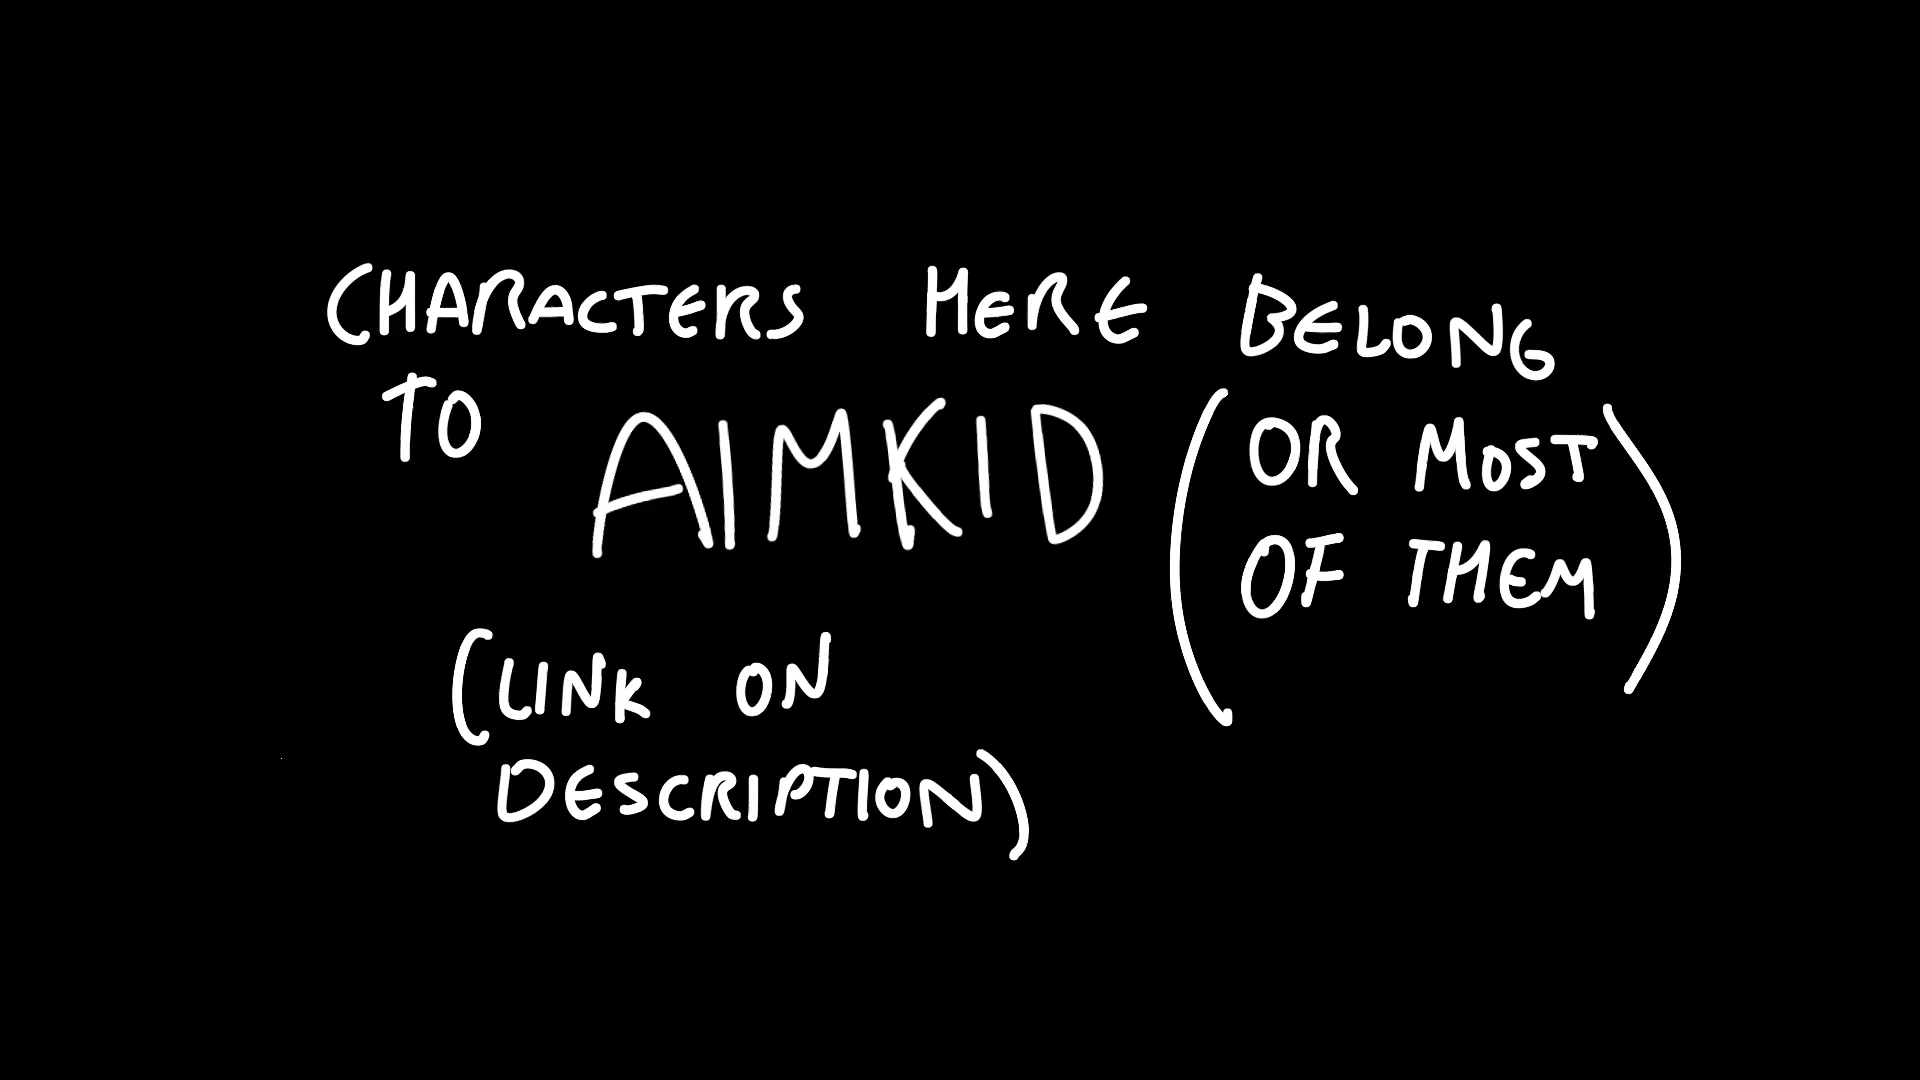 CHARACTERS HERE BELONG
TO AIMKID (OR MOST
OF THEM)
(LINK ON
DESCRIPTION)